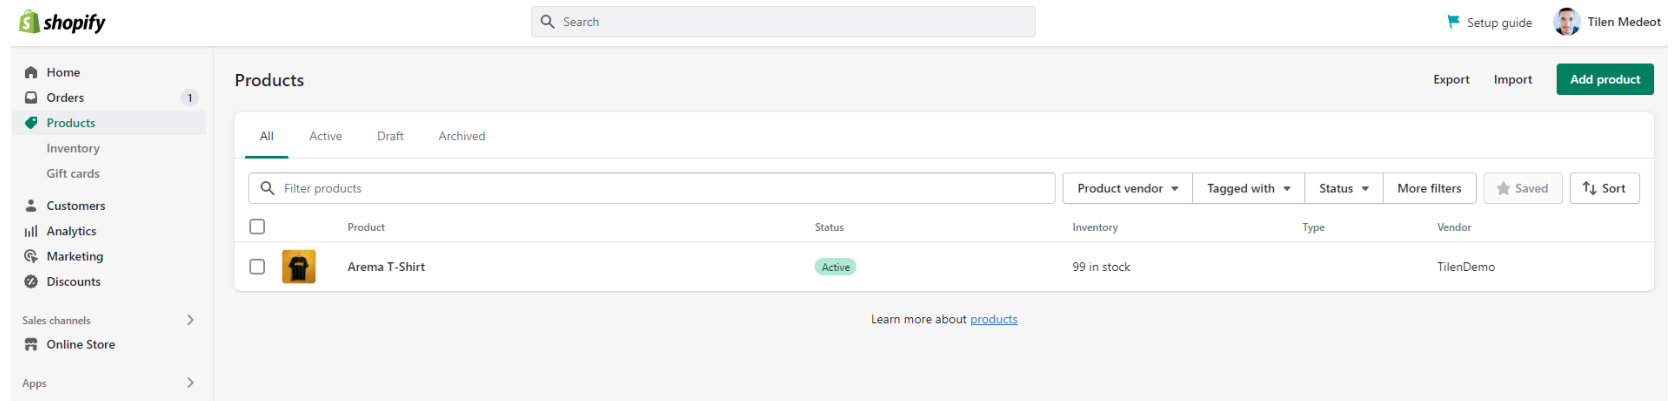 shopify
Search
Setup guide
Tilen Medeot
Home
Orders
1
Products
Inventory
Gift cards
Customers
Analytics
Marketing
Discounts
Sales channels
Online Store
Apps
Products
Export
Import
Add product
All
Active
Draft
Archived
Filter products
Product vendor
Tagged with
Status
More filters
Saved
Sort
Product
Status
Inventory
Type
Vendor
Arema T-Shirt
Active
99 in stock
TilenDemo
Learn more about products